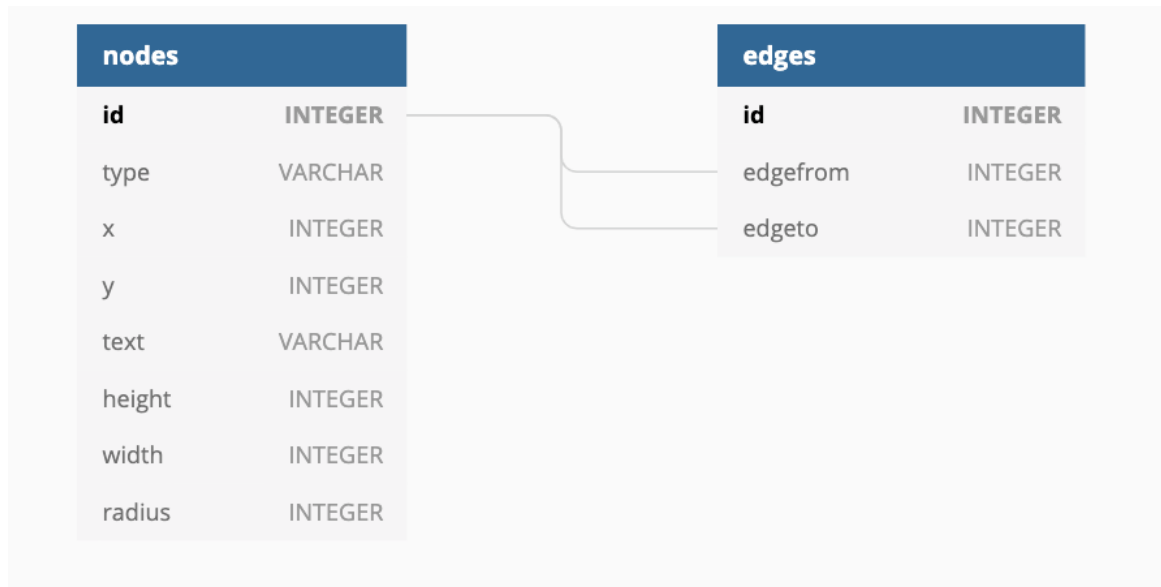 nodes
id INTEGER
type VARCHAR
x INTEGER
y INTEGER
text VARCHAR
height INTEGER
width INTEGER
radius INTEGER
edges
id INTEGER
edgefrom INTEGER
edgeto INTEGER